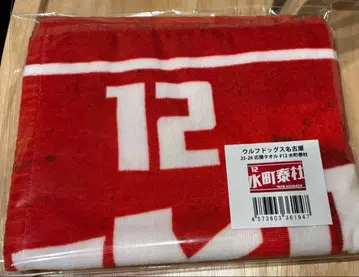 12
ウルフドッグス名古屋
25-26 応援タオル #12 水町泰杜
12
水町泰杜
4573603361947